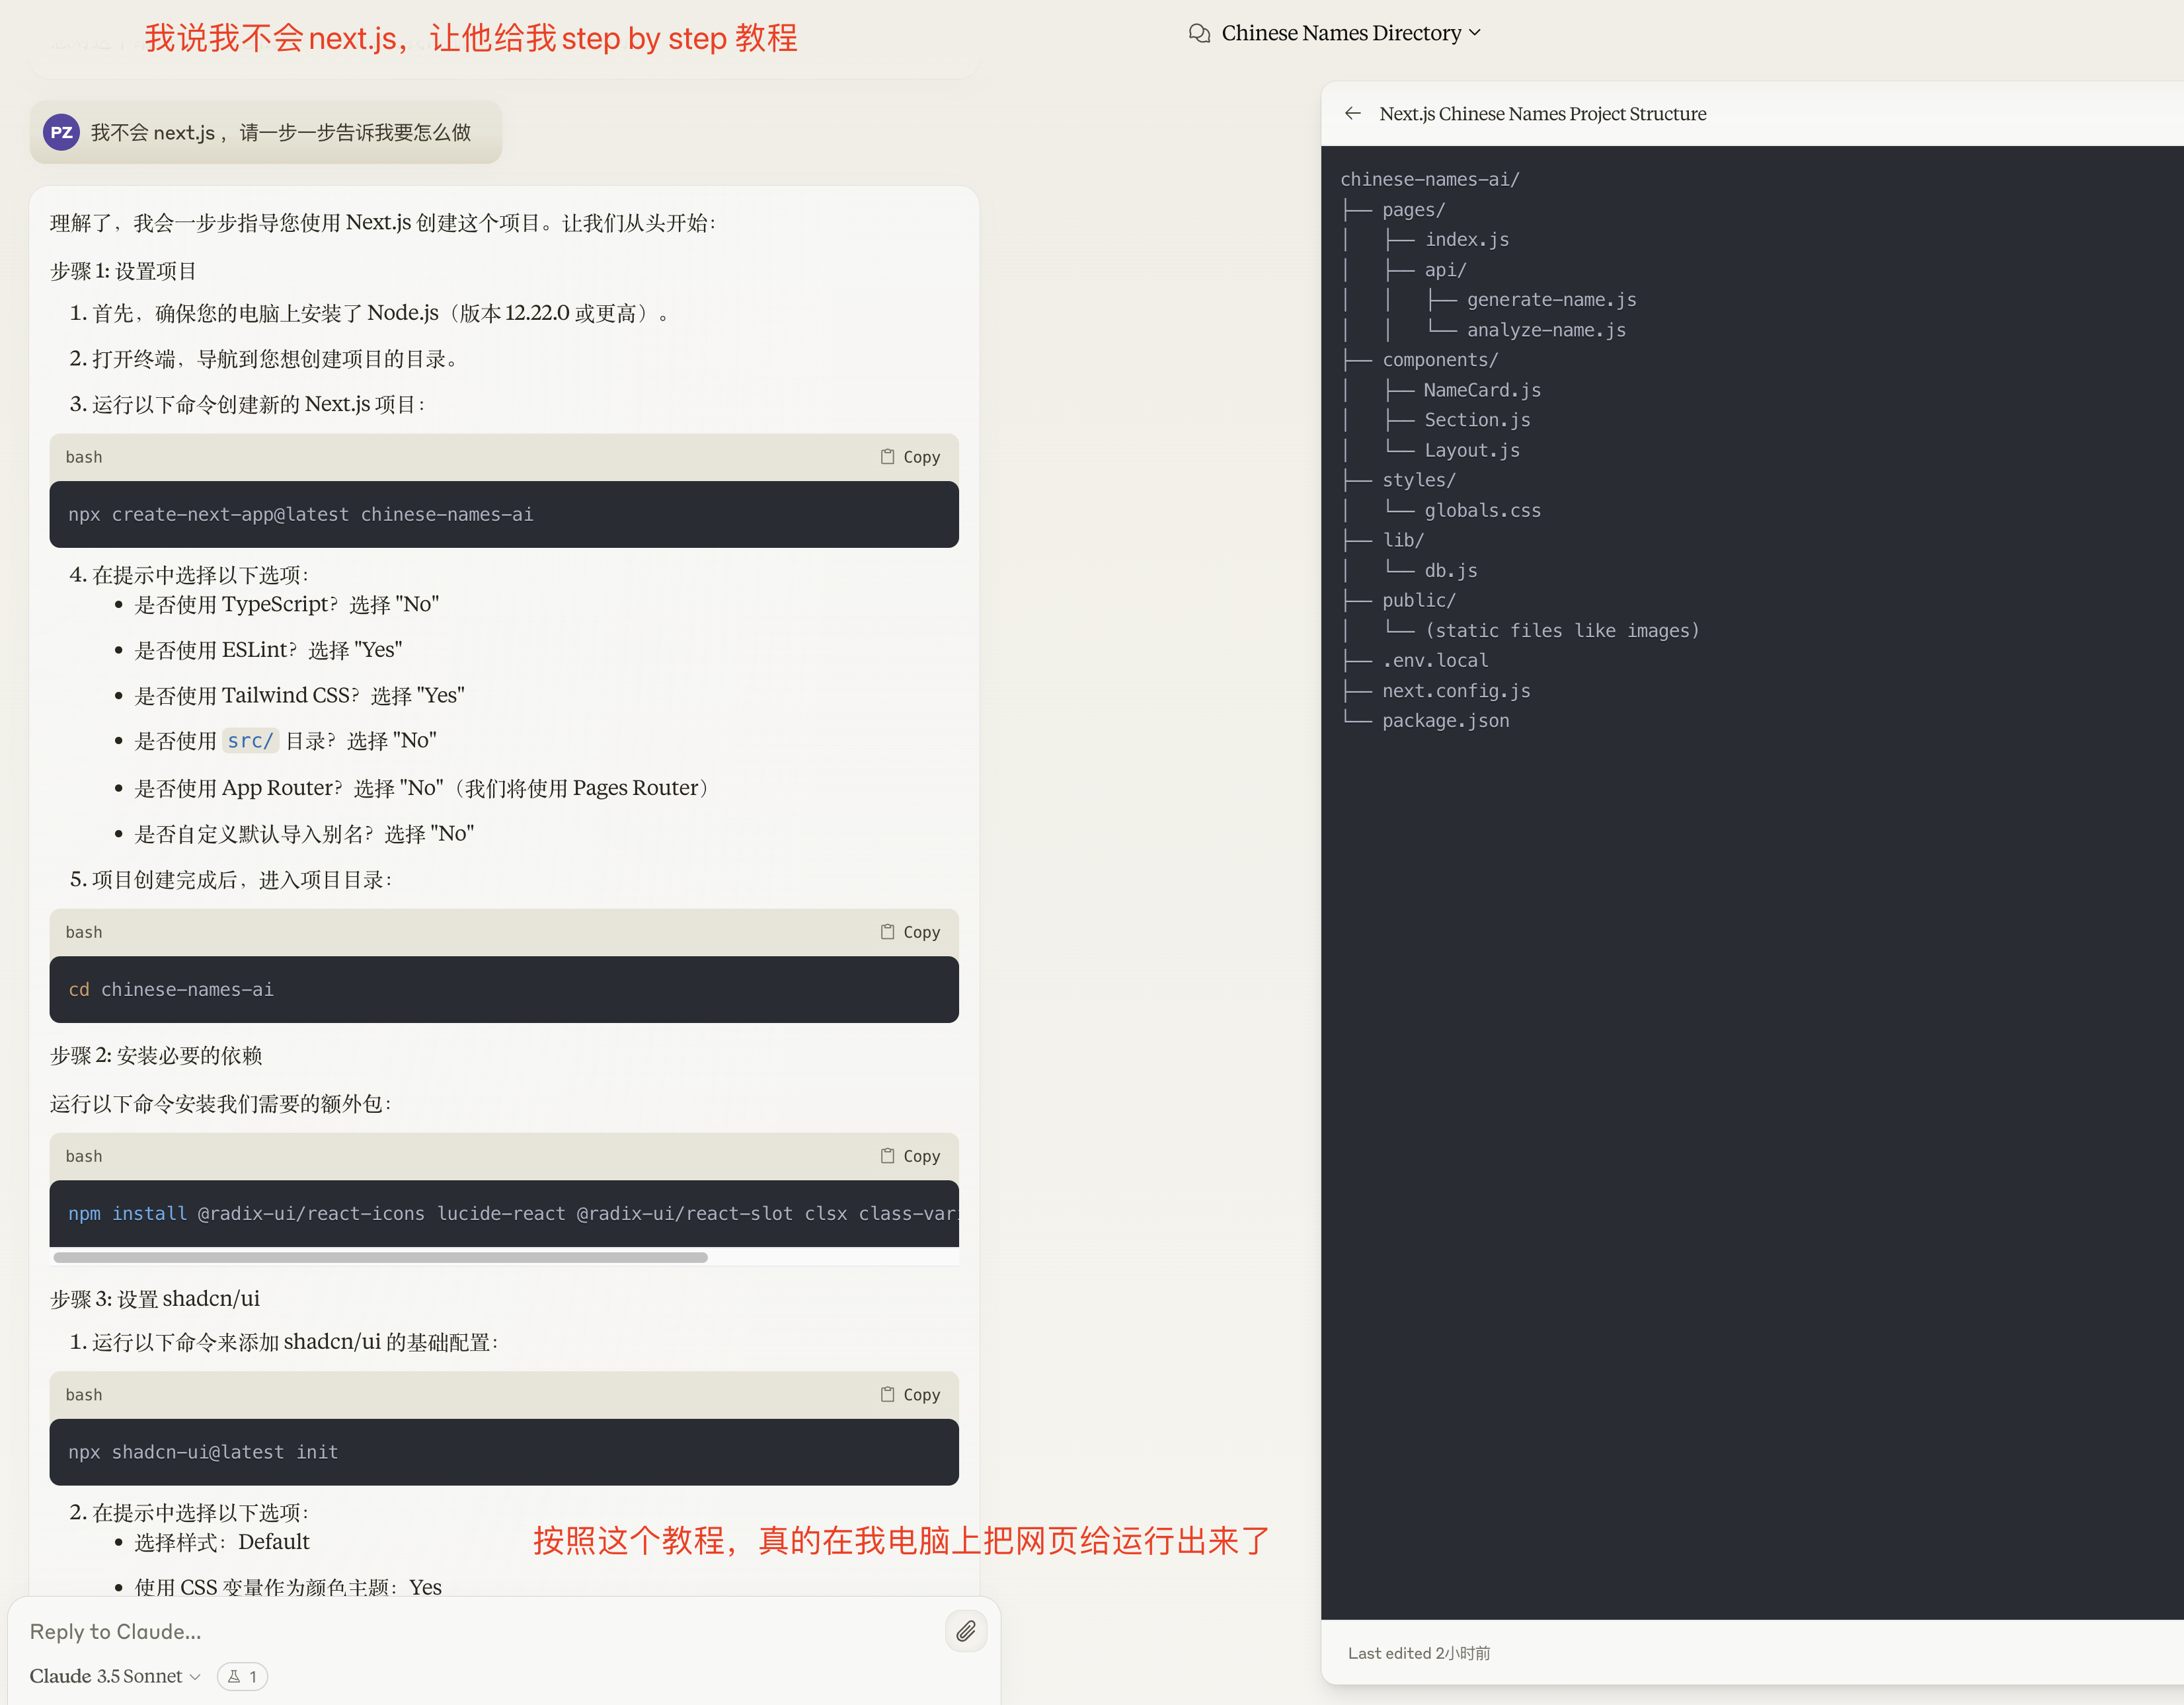 我说我不会 next.js，让他给我 step by step 教程
Chinese Names Directory
PZ 我不会 next.js ，请一步一步告诉我要怎么做
理解了，我会一步步指导您使用 Next.js 创建这个项目。让我们从头开始：
步骤 1: 设置项目
1. 首先，确保您的电脑上安装了 Node.js（版本 12.22.0 或更高）。
2. 打开终端，导航到您想创建项目的目录。
3. 运行以下命令创建新的 Next.js 项目：
bash Copy
npx create-next-app@latest chinese-names-ai
4. 在提示中选择以下选项：
• 是否使用 TypeScript？选择 "No"
• 是否使用 ESLint？选择 "Yes"
• 是否使用 Tailwind CSS？选择 "Yes"
• 是否使用 src/ 目录？选择 "No"
• 是否使用 App Router？选择 "No"（我们将使用 Pages Router）
• 是否自定义默认导入别名？选择 "No"
5. 项目创建完成后，进入项目目录：
bash Copy
cd chinese-names-ai
步骤 2: 安装必要的依赖
运行以下命令安装我们需要的额外包：
bash Copy
npm install @radix-ui/react-icons lucide-react @radix-ui/react-slot clsx class-var
步骤 3: 设置 shadcn/ui
1. 运行以下命令来添加 shadcn/ui 的基础配置：
bash Copy
npx shadcn-ui@latest init
2. 在提示中选择以下选项：
• 选择样式：Default
按照这个教程，真的在我电脑上把网页给运行出来了
• 使用 CSS 变量作为颜色主题：Yes
Reply to Claude...
Claude 3.5 Sonnet 1
← Next.js Chinese Names Project Structure
chinese-names-ai/
├── pages/
│   ├── index.js
│   ├── api/
│   │   ├── generate-name.js
│   │   └── analyze-name.js
├── components/
│   ├── NameCard.js
│   ├── Section.js
│   └── Layout.js
├── styles/
│   └── globals.css
├── lib/
│   └── db.js
├── public/
│   └── (static files like images)
├── .env.local
├── next.config.js
└── package.json
Last edited 2小时前